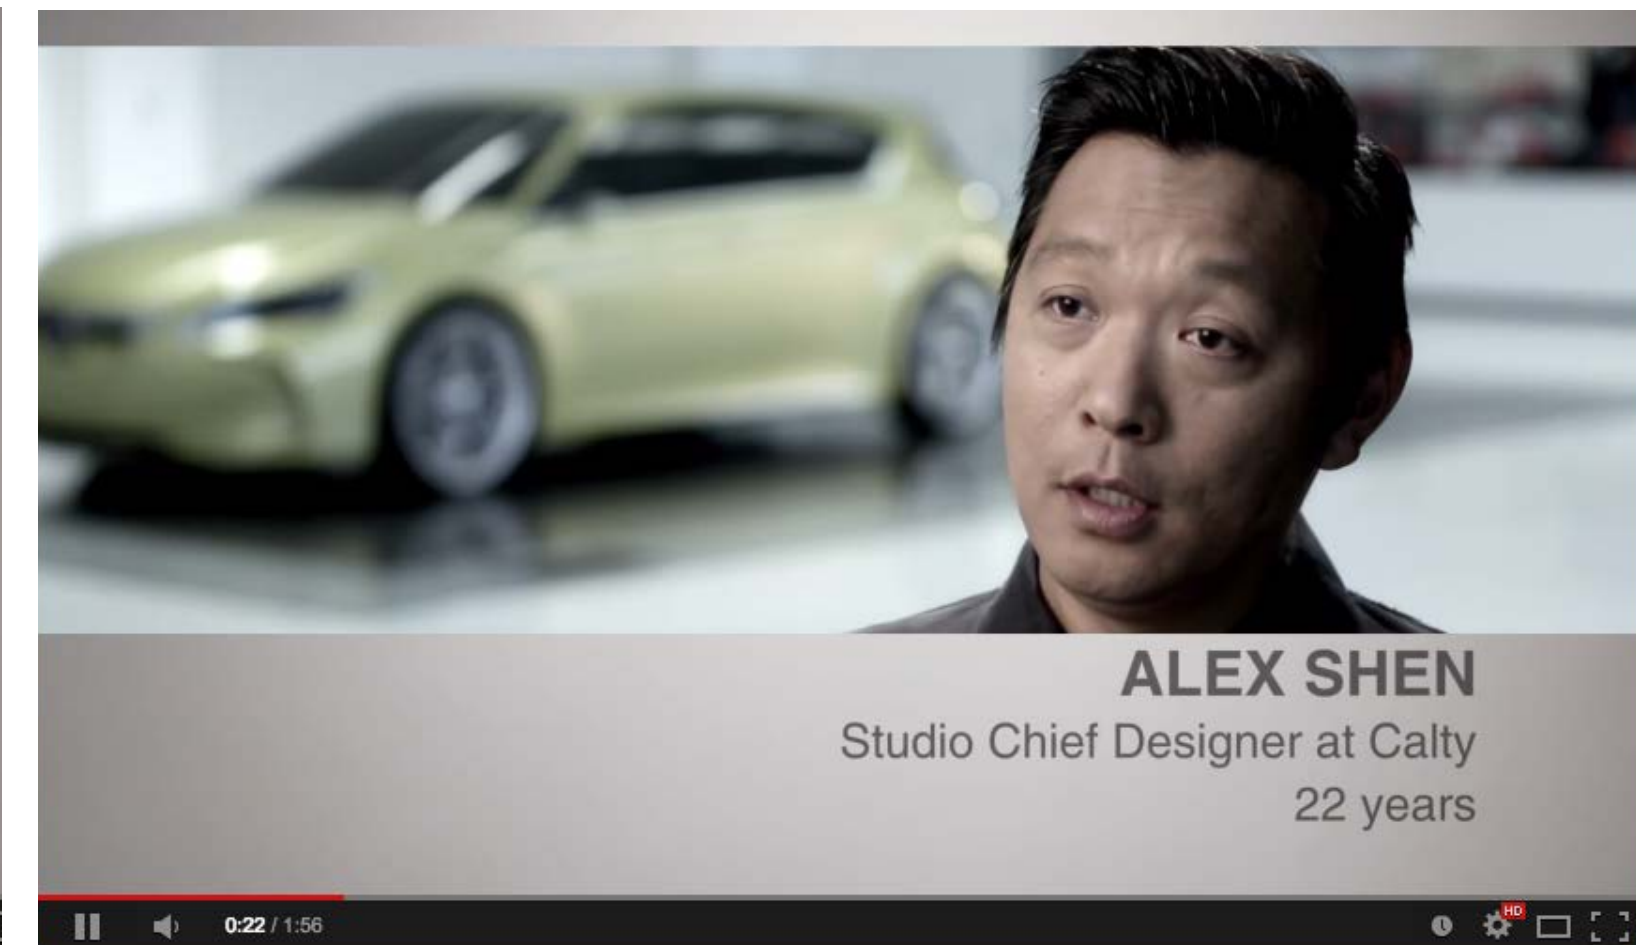 ALEX SHEN
Studio Chief Designer at Calty
22 years
0:22 / 1:56
HD